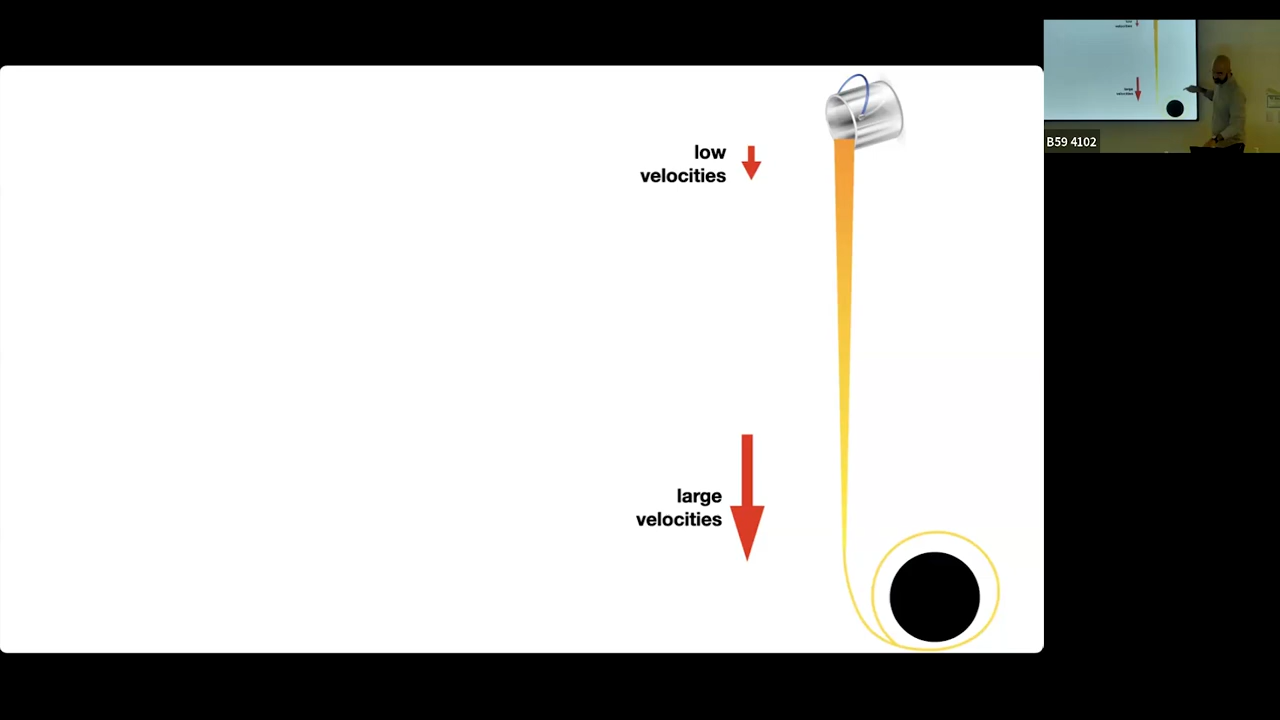 low
velocities
large
velocities
B59 4102